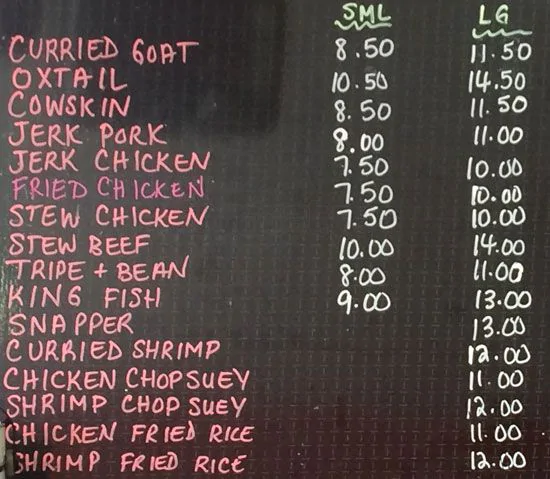 SML LG
CURRIED GOAT 8.50 11.50
OXTAIL 10.50 14.50
COWSKIN 8.50 11.50
JERK PORK 8.00 11.00
JERK CHICKEN 7.50 10.00
FRIED CHICKEN 7.50 10.00
STEW CHICKEN 7.50 10.00
STEW BEEF 10.00 14.00
TRIPE + BEAN 8.00 11.00
KING FISH 9.00 13.00
SNAPPER 13.00
CURRIED SHRIMP 12.00
CHICKEN CHOPSUEY 11.00
SHRIMP CHOP SUEY 12.00
CHICKEN FRIED RICE 11.00
SHRIMP FRIED RICE 12.00